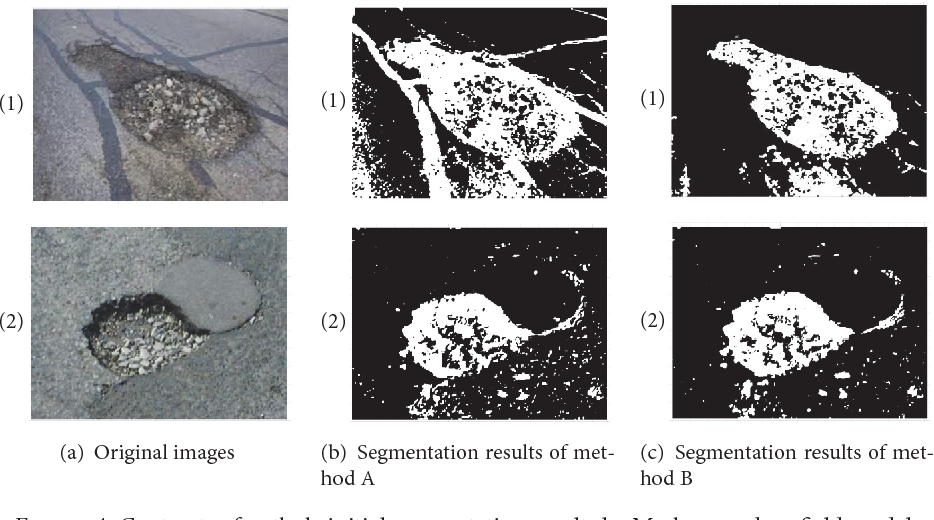 (1)
(1)
(1)
(2)
(2)
(2)
(a) Original images
(b) Segmentation results of met-
hod A
(c) Segmentation results of met-
hod B